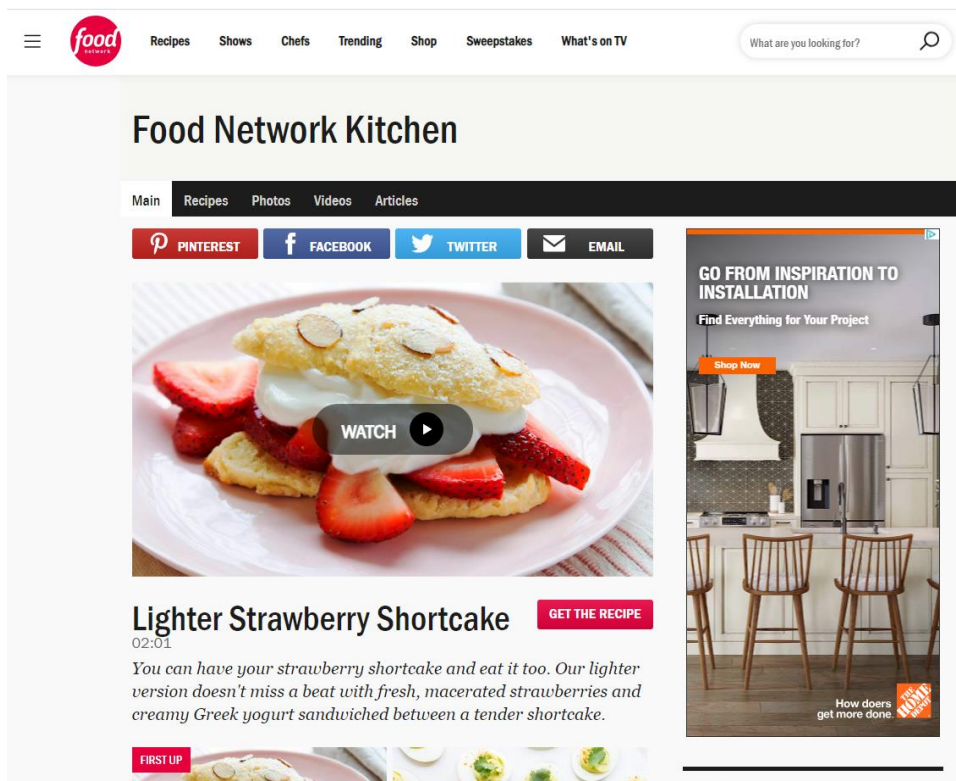 food
network
Recipes Shows Chefs Trending Shop Sweepstakes What's on TV
What are you looking for?
Food Network Kitchen
Main Recipes Photos Videos Articles
PINTEREST FACEBOOK TWITTER EMAIL
WATCH
Lighter Strawberry Shortcake
GET THE RECIPE
02:01
You can have your strawberry shortcake and eat it too. Our lighter
version doesn't miss a beat with fresh, macerated strawberries and
creamy Greek yogurt sandwiched between a tender shortcake.
FIRST UP
GO FROM INSPIRATION TO
INSTALLATION
Find Everything for Your Project
Shop Now
How doers
get more done.
THE
HOME
DEPOT